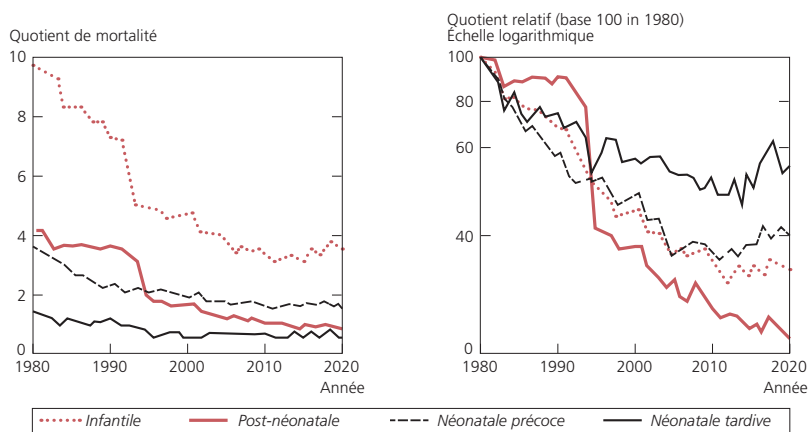 Quotient de mortalité
10
8
6
4
2
0
1980 1990 2000 2010 2020
Année
Quotient relatif (base 100 in 1980)
Échelle logarithmique
100
80
60
40
0
1980 1990 2000 2010 2020
Année
Infantile Post-néonatale Néonatale précoce Néonatale tardive